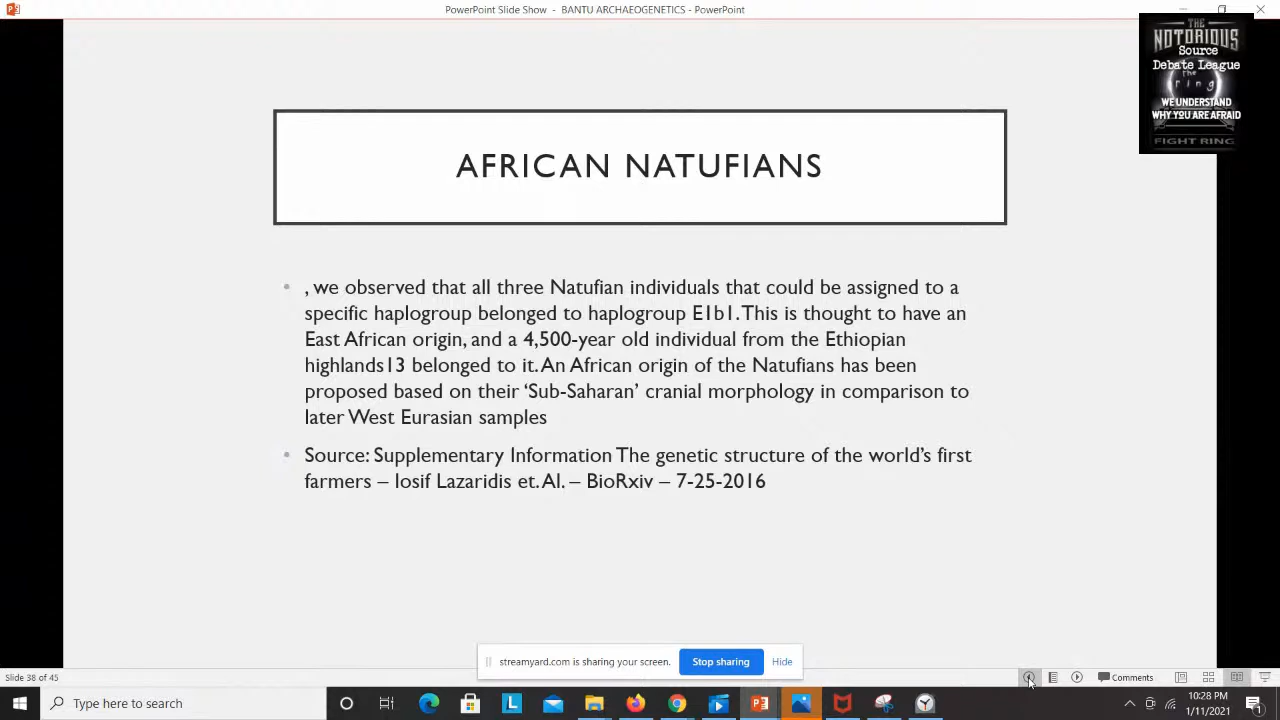 PowerPoint Slide Show - BANTU ARCHAEOGENETICS - PowerPoint
THE
NOTORIOUS
Source
Debate League
The
ring
WE UNDERSTAND
WHY YOU ARE AFRAID
FIGHT RING
AFRICAN NATUFIANS
• , we observed that all three Natufian individuals that could be assigned to a
specific haplogroup belonged to haplogroup E1b1. This is thought to have an
East African origin, and a 4,500-year old individual from the Ethiopian
highlands13 belonged to it. An African origin of the Natufians has been
proposed based on their ‘Sub-Saharan’ cranial morphology in comparison to
later West Eurasian samples
• Source: Supplementary Information The genetic structure of the world’s first
farmers – Iosif Lazaridis et. Al. – BioRxiv – 7-25-2016
streamyard.com is sharing your screen. Stop sharing Hide
Slide 38 of 45 Comments
Type here to search
10:28 PM
1/11/2021